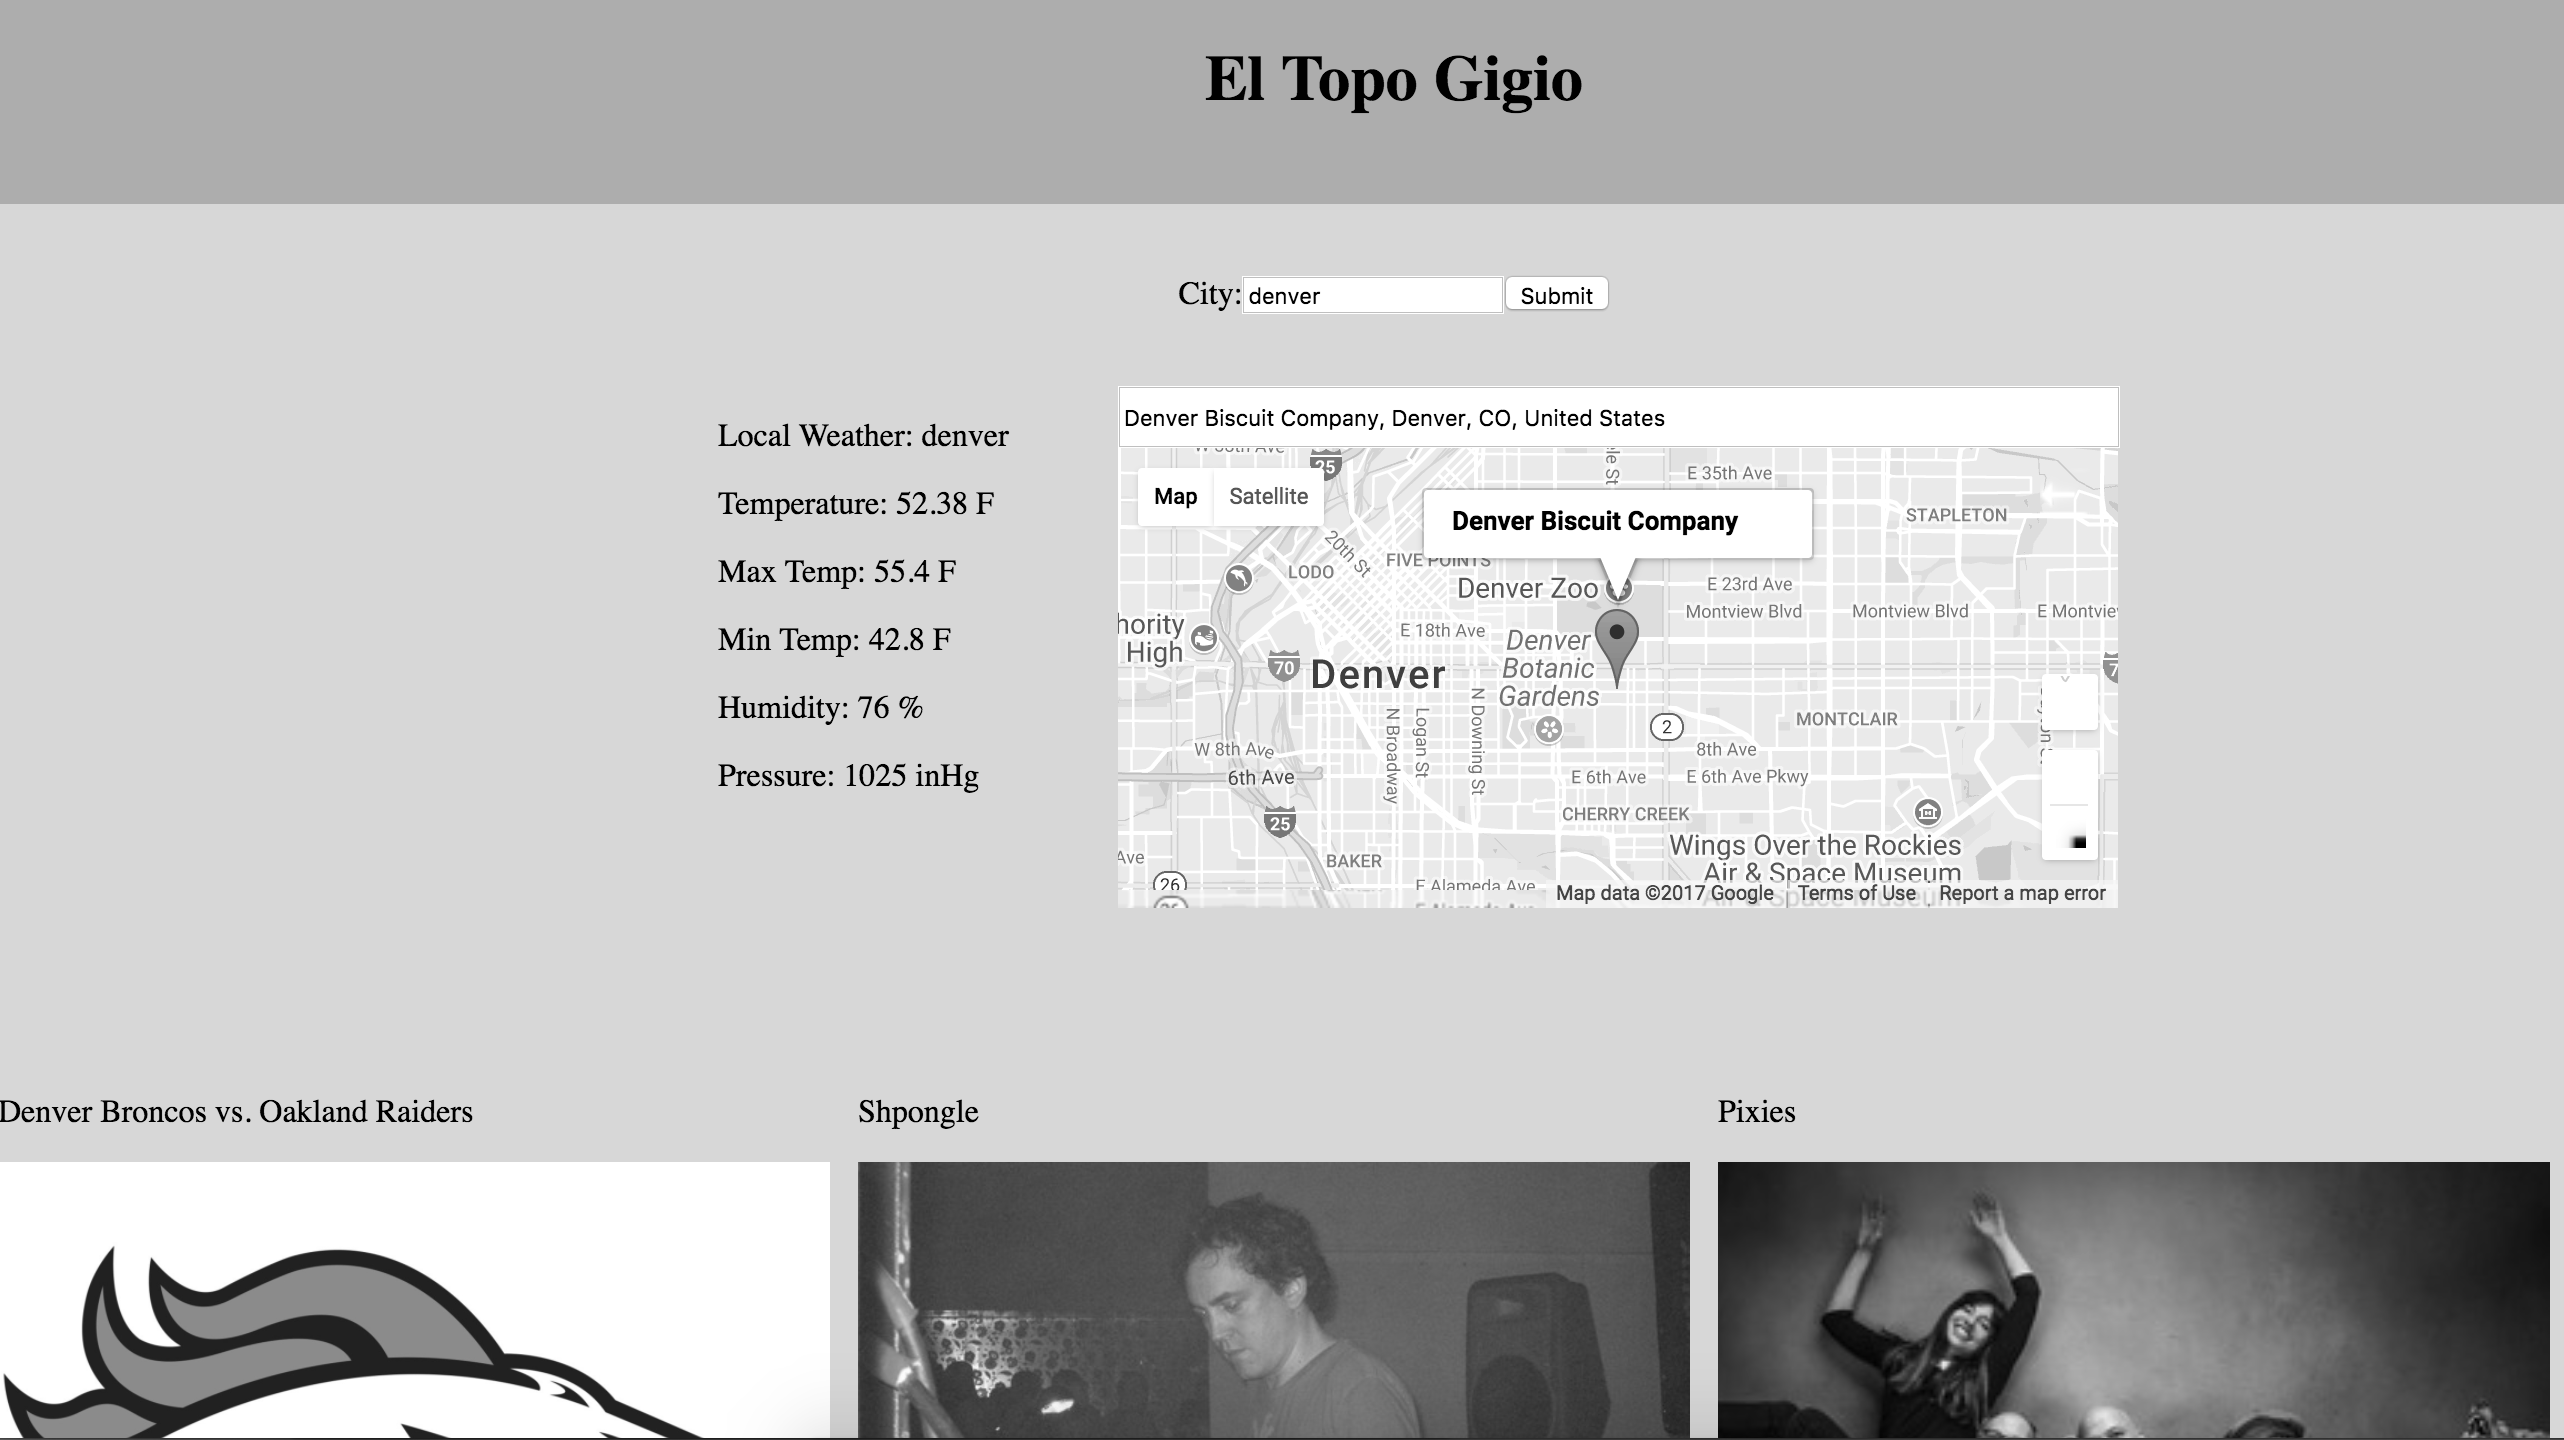 El Topo Gigio
City: denver Submit
Local Weather: denver
Temperature: 52.38 F
Max Temp: 55.4 F
Min Temp: 42.8 F
Humidity: 76 %
Pressure: 1025 inHg
Denver Biscuit Company, Denver, CO, United States
25
E 35th Ave
Map Satellite
Denver Biscuit Company
STAPLETON
20th St
FIVE POINTS
LODO
Denver Zoo
E 23rd Ave
Montview Blvd Montview Blvd E Montvie
hority
High
E 18th Ave
Denver
Botanic
Gardens
70
Denver
N Broadway
Logan St
N Downing St
2
MONTCLAIR
W 8th Ave
8th Ave
6th Ave
E 6th Ave
E 6th Ave Pkwy
CHERRY CREEK
25
Wings Over the Rockies
Air & Space Museum
Ave
BAKER
26
E Alameda Ave
Map data ©2017 Google Terms of Use Report a map error
Denver Broncos vs. Oakland Raiders
Shpongle
Pixies